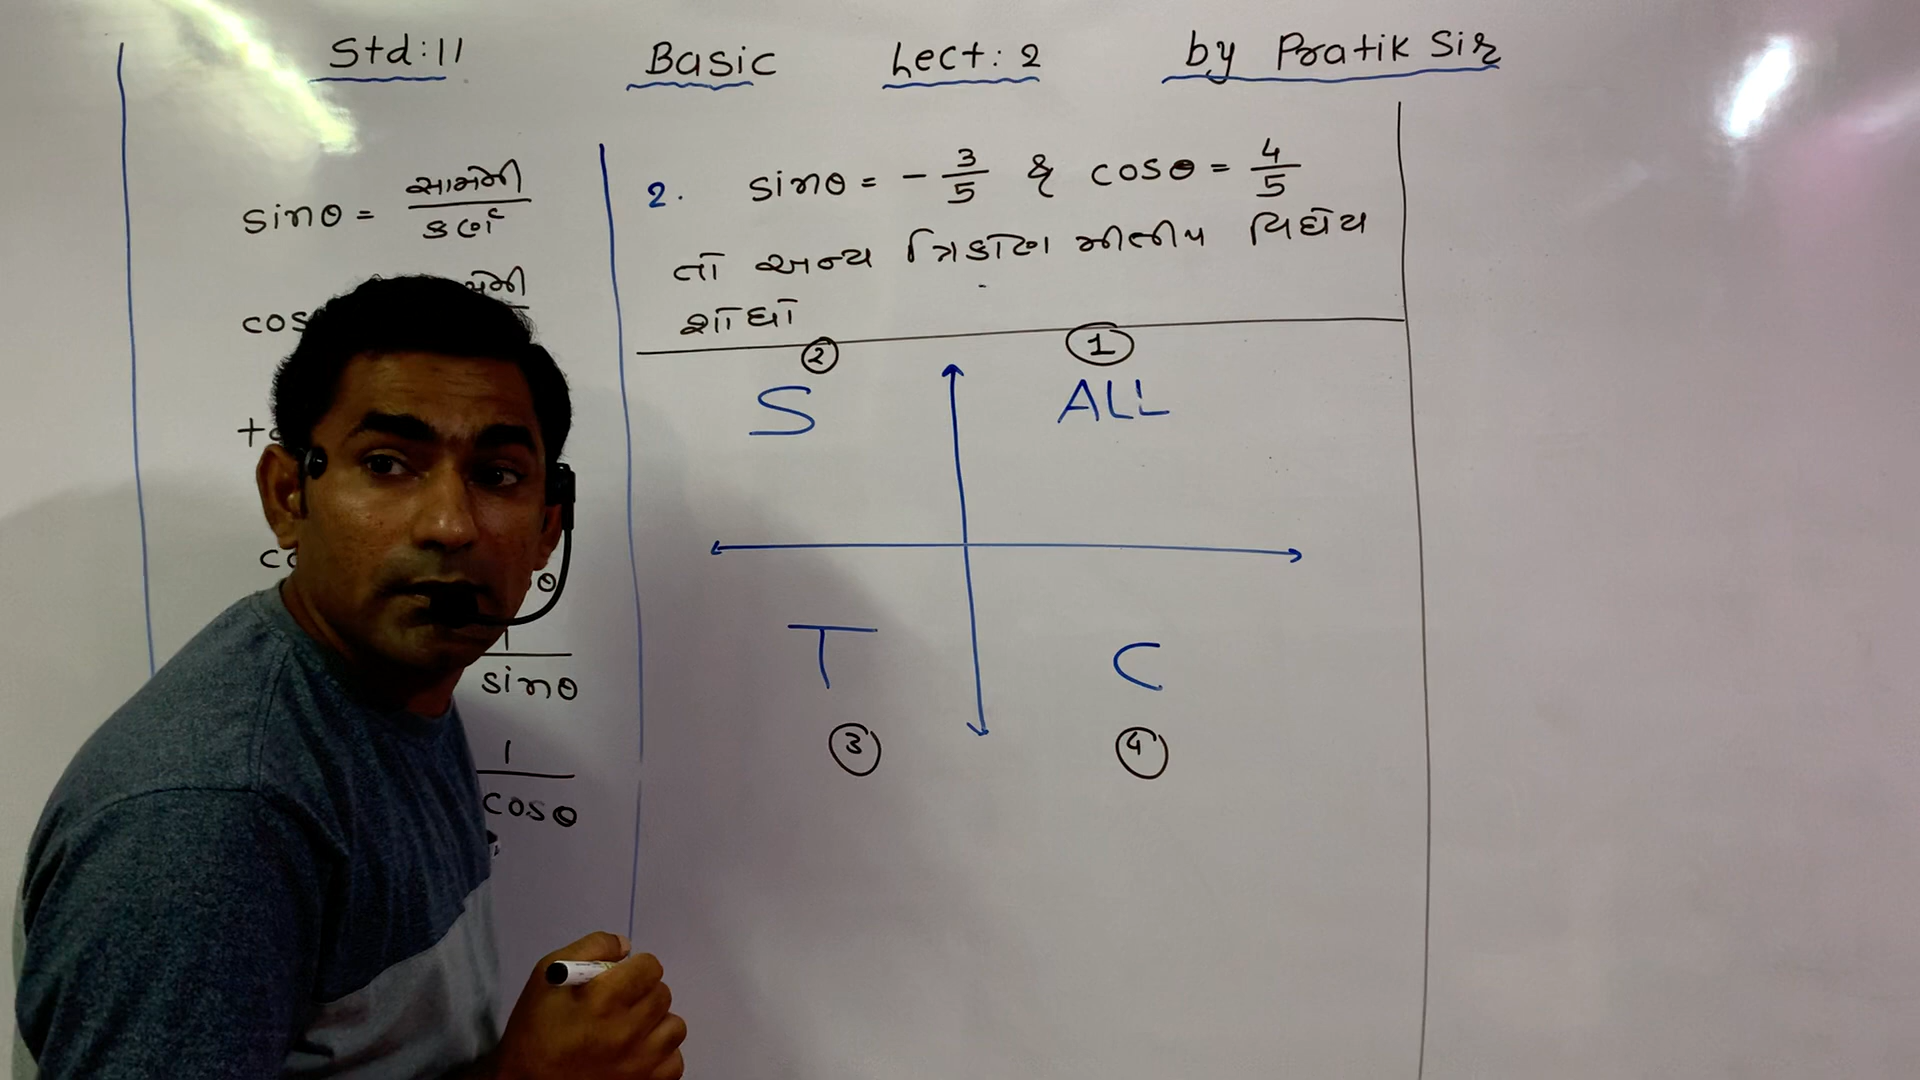 Std:11 Basic Lect:2 by Pratik Sir
sinθ = સામેની / કર્ણ
cos
sinθ
1 / cosθ
2. sinθ = - 3/5 & cosθ = 4/5
તો અન્ય ત્રિકોણ મીતીય વિધેય
શોધો
② ①
S ALL
T C
③ ④